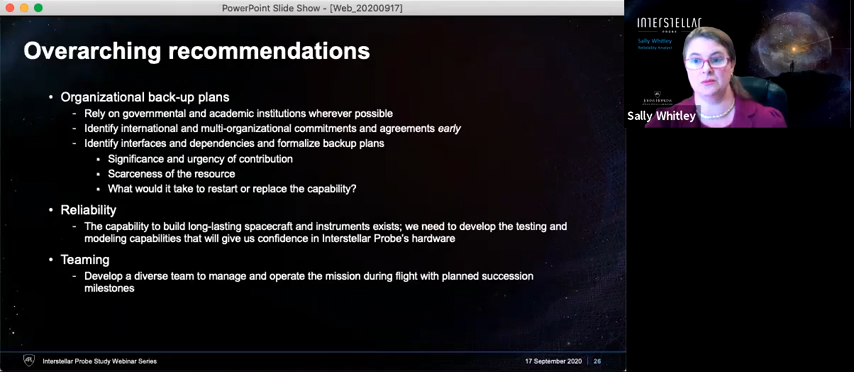 PowerPoint Slide Show - [Web_20200917]
Overarching recommendations
• Organizational back-up plans
- Rely on governmental and academic institutions wherever possible
- Identify international and multi-organizational commitments and agreements early
- Identify interfaces and dependencies and formalize backup plans
• Significance and urgency of contribution
• Scarceness of the resource
• What would it take to restart or replace the capability?
• Reliability
- The capability to build long-lasting spacecraft and instruments exists; we need to develop the testing and
modeling capabilities that will give us confidence in Interstellar Probe's hardware
• Teaming
- Develop a diverse team to manage and operate the mission during flight with planned succession
milestones
APL
Interstellar Probe Study Webinar Series
17 September 2020
26
INTERSTELLAR
PROBE
Sally Whitley
Reliability Analyst
JOHNS HOPKINS
Sally Whitley